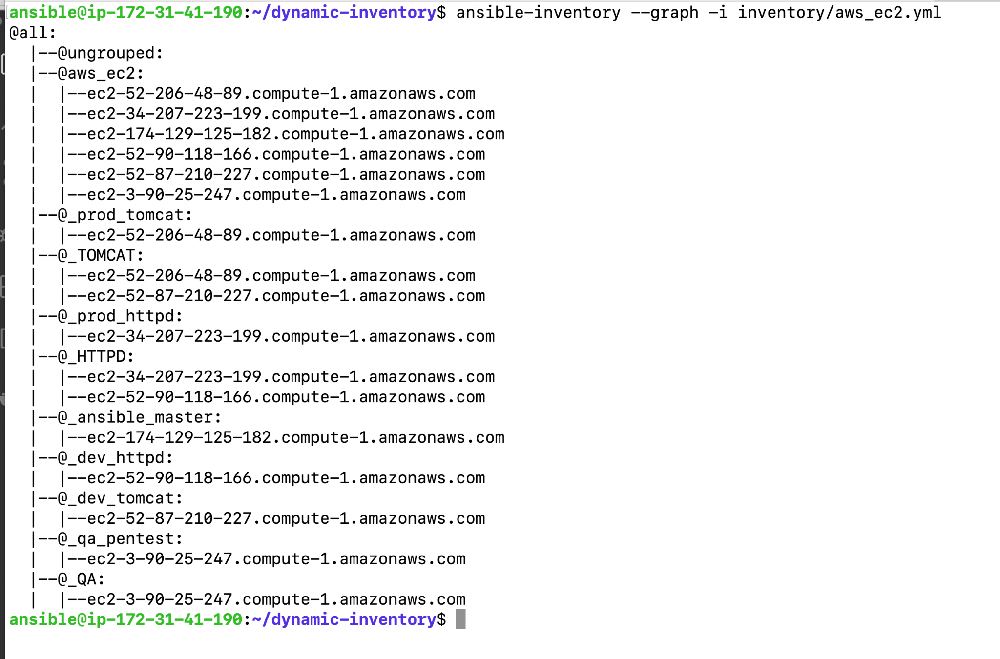 ansible@ip-172-31-41-190:~/dynamic-inventory$ ansible-inventory --graph -i inventory/aws_ec2.yml
@all:
  |--@ungrouped:
  |--@aws_ec2:
  |  |--ec2-52-206-48-89.compute-1.amazonaws.com
  |  |--ec2-34-207-223-199.compute-1.amazonaws.com
  |  |--ec2-174-129-125-182.compute-1.amazonaws.com
  |  |--ec2-52-90-118-166.compute-1.amazonaws.com
  |  |--ec2-52-87-210-227.compute-1.amazonaws.com
  |  |--ec2-3-90-25-247.compute-1.amazonaws.com
  |--@_prod_tomcat:
  |  |--ec2-52-206-48-89.compute-1.amazonaws.com
  |--@_TOMCAT:
  |  |--ec2-52-206-48-89.compute-1.amazonaws.com
  |  |--ec2-52-87-210-227.compute-1.amazonaws.com
  |--@_prod_httpd:
  |  |--ec2-34-207-223-199.compute-1.amazonaws.com
  |--@_HTTPD:
  |  |--ec2-34-207-223-199.compute-1.amazonaws.com
  |  |--ec2-52-90-118-166.compute-1.amazonaws.com
  |--@_ansible_master:
  |  |--ec2-174-129-125-182.compute-1.amazonaws.com
  |--@_dev_httpd:
  |  |--ec2-52-90-118-166.compute-1.amazonaws.com
  |--@_dev_tomcat:
  |  |--ec2-52-87-210-227.compute-1.amazonaws.com
  |--@_qa_pentest:
  |  |--ec2-3-90-25-247.compute-1.amazonaws.com
  |--@_QA:
  |  |--ec2-3-90-25-247.compute-1.amazonaws.com
ansible@ip-172-31-41-190:~/dynamic-inventory$